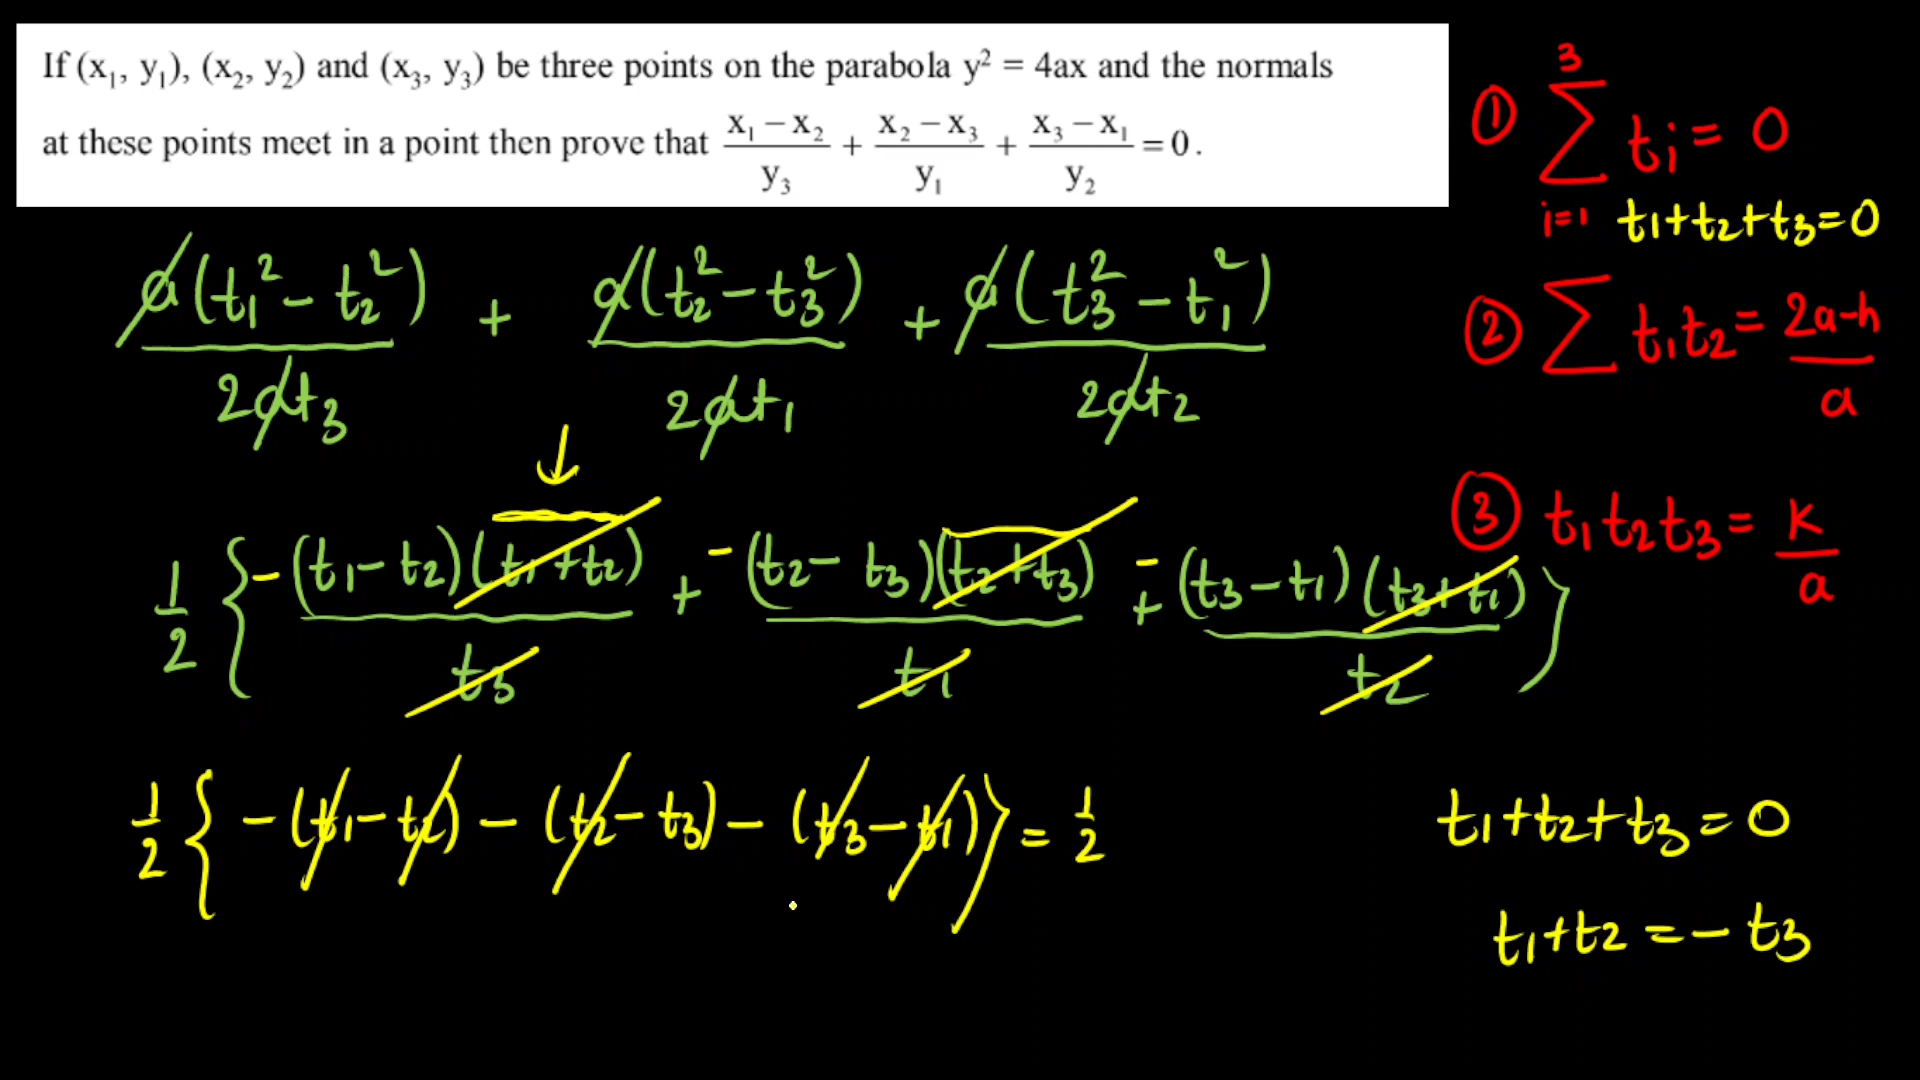 If (x₁, y₁), (x₂, y₂) and (x₃, y₃) be three points on the parabola y² = 4ax and the normals
at these points meet in a point then prove that (x₁ − x₂)/y₃ + (x₂ − x₃)/y₁ + (x₃ − x₁)/y₂ = 0.
① ∑_{i=1}^{3} tᵢ = 0
t₁+t₂+t₃=0
② ∑ t₁t₂ = (2a-h)/a
③ t₁t₂t₃ = k/a
a(t₁² − t₂²)/2at₃ + a(t₂² − t₃²)/2at₁ + a(t₃² − t₁²)/2at₂
↓
1/2 { −(t₁−t₂)(t₁+t₂)/t₃ + −(t₂−t₃)(t₂+t₃)/t₁ + −(t₃−t₁)(t₃+t₁)/t₂ }
1/2 { −(t₁−t₂) − (t₂−t₃) − (t₃−t₁) } = 1/2
t₁+t₂+t₃=0
t₁+t₂ = − t₃